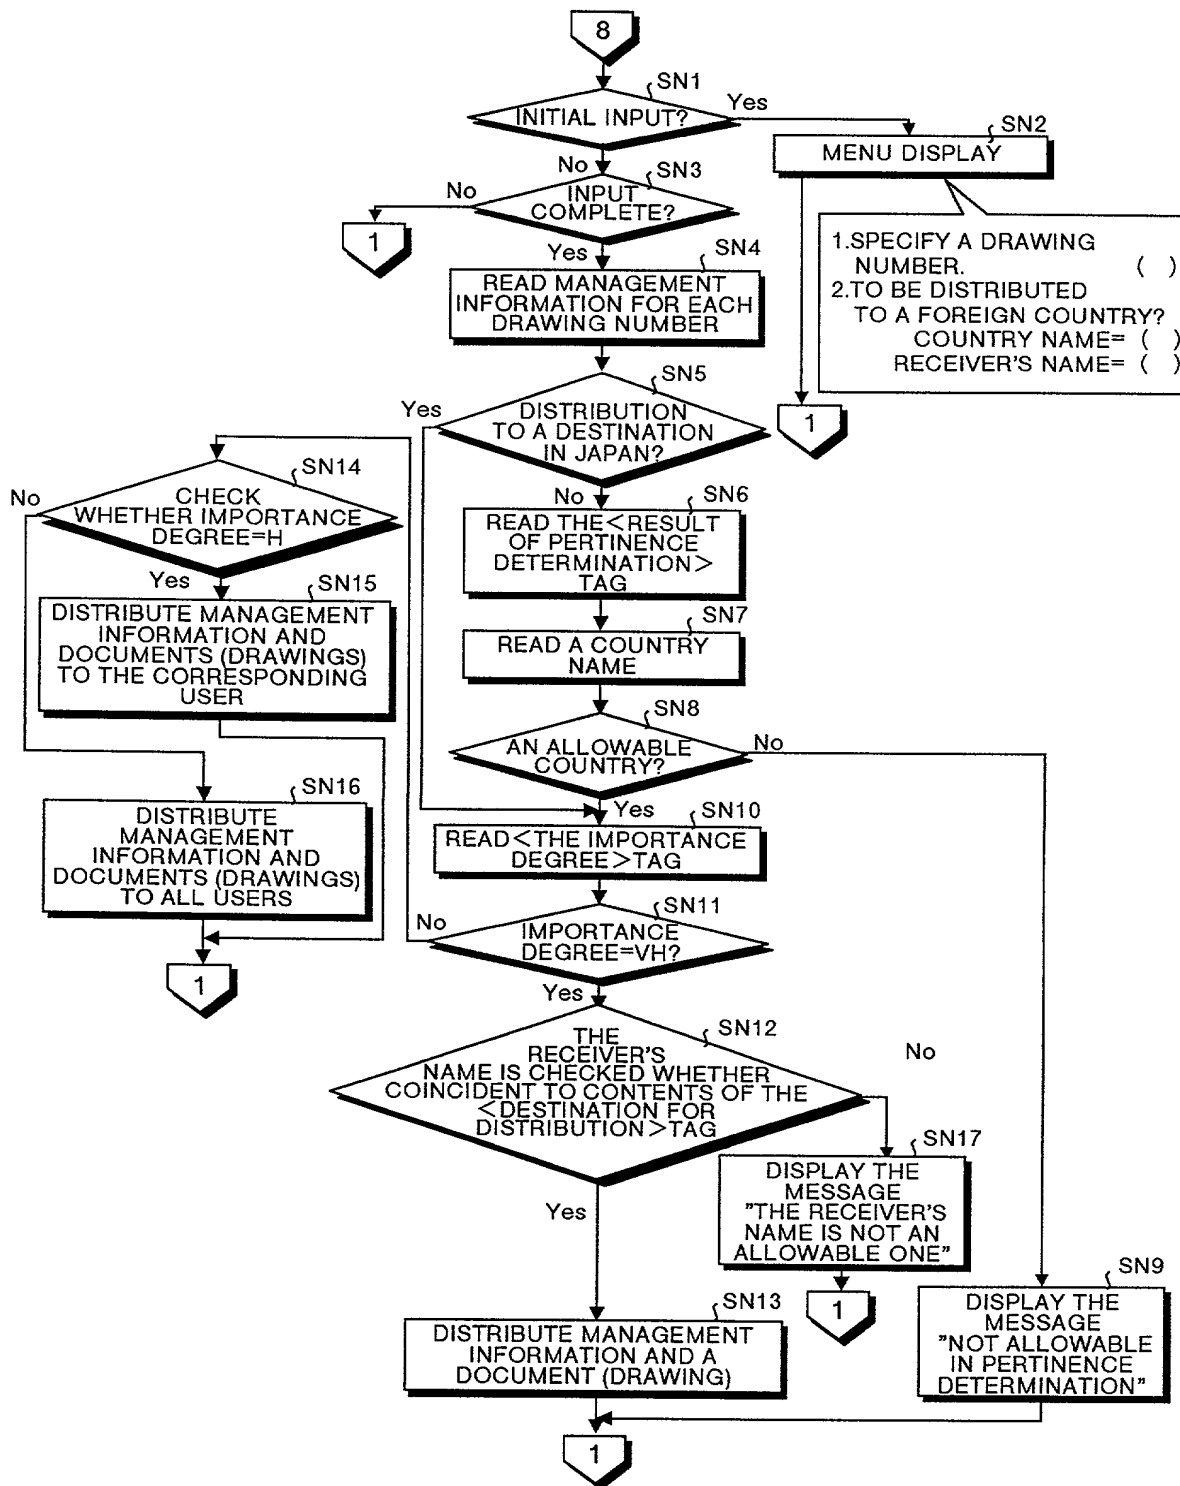 8
SN1
INITIAL INPUT?
Yes
SN2
MENU DISPLAY
No
SN3
INPUT
COMPLETE?
No
1
Yes
1.SPECIFY A DRAWING
NUMBER. ( )
2.TO BE DISTRIBUTED
TO A FOREIGN COUNTRY?
COUNTRY NAME= ( )
RECEIVER'S NAME= ( )
1
SN4
READ MANAGEMENT
INFORMATION FOR EACH
DRAWING NUMBER
SN5
DISTRIBUTION
TO A DESTINATION
IN JAPAN?
Yes
No
SN6
READ THE<RESULT
OF PERTINENCE
DETERMINATION>
TAG
SN7
READ A COUNTRY
NAME
SN8
AN ALLOWABLE
COUNTRY?
No
Yes
SN10
READ<THE IMPORTANCE
DEGREE>TAG
SN11
IMPORTANCE
DEGREE=VH?
No
Yes
SN14
CHECK
WHETHER IMPORTANCE
DEGREE=H
No
Yes
SN15
DISTRIBUTE MANAGEMENT
INFORMATION AND
DOCUMENTS (DRAWINGS)
TO THE CORRESPONDING
USER
SN16
DISTRIBUTE
MANAGEMENT
INFORMATION AND
DOCUMENTS (DRAWINGS)
TO ALL USERS
1
SN12
THE
RECEIVER'S
NAME IS CHECKED WHETHER
COINCIDENT TO CONTENTS OF THE
<DESTINATION FOR
DISTRIBUTION>TAG
No
Yes
SN17
DISPLAY THE
MESSAGE
"THE RECEIVER'S
NAME IS NOT AN
ALLOWABLE ONE"
1
SN9
DISPLAY THE
MESSAGE
"NOT ALLOWABLE
IN PERTINENCE
DETERMINATION"
SN13
DISTRIBUTE MANAGEMENT
INFORMATION AND A
DOCUMENT (DRAWING)
1